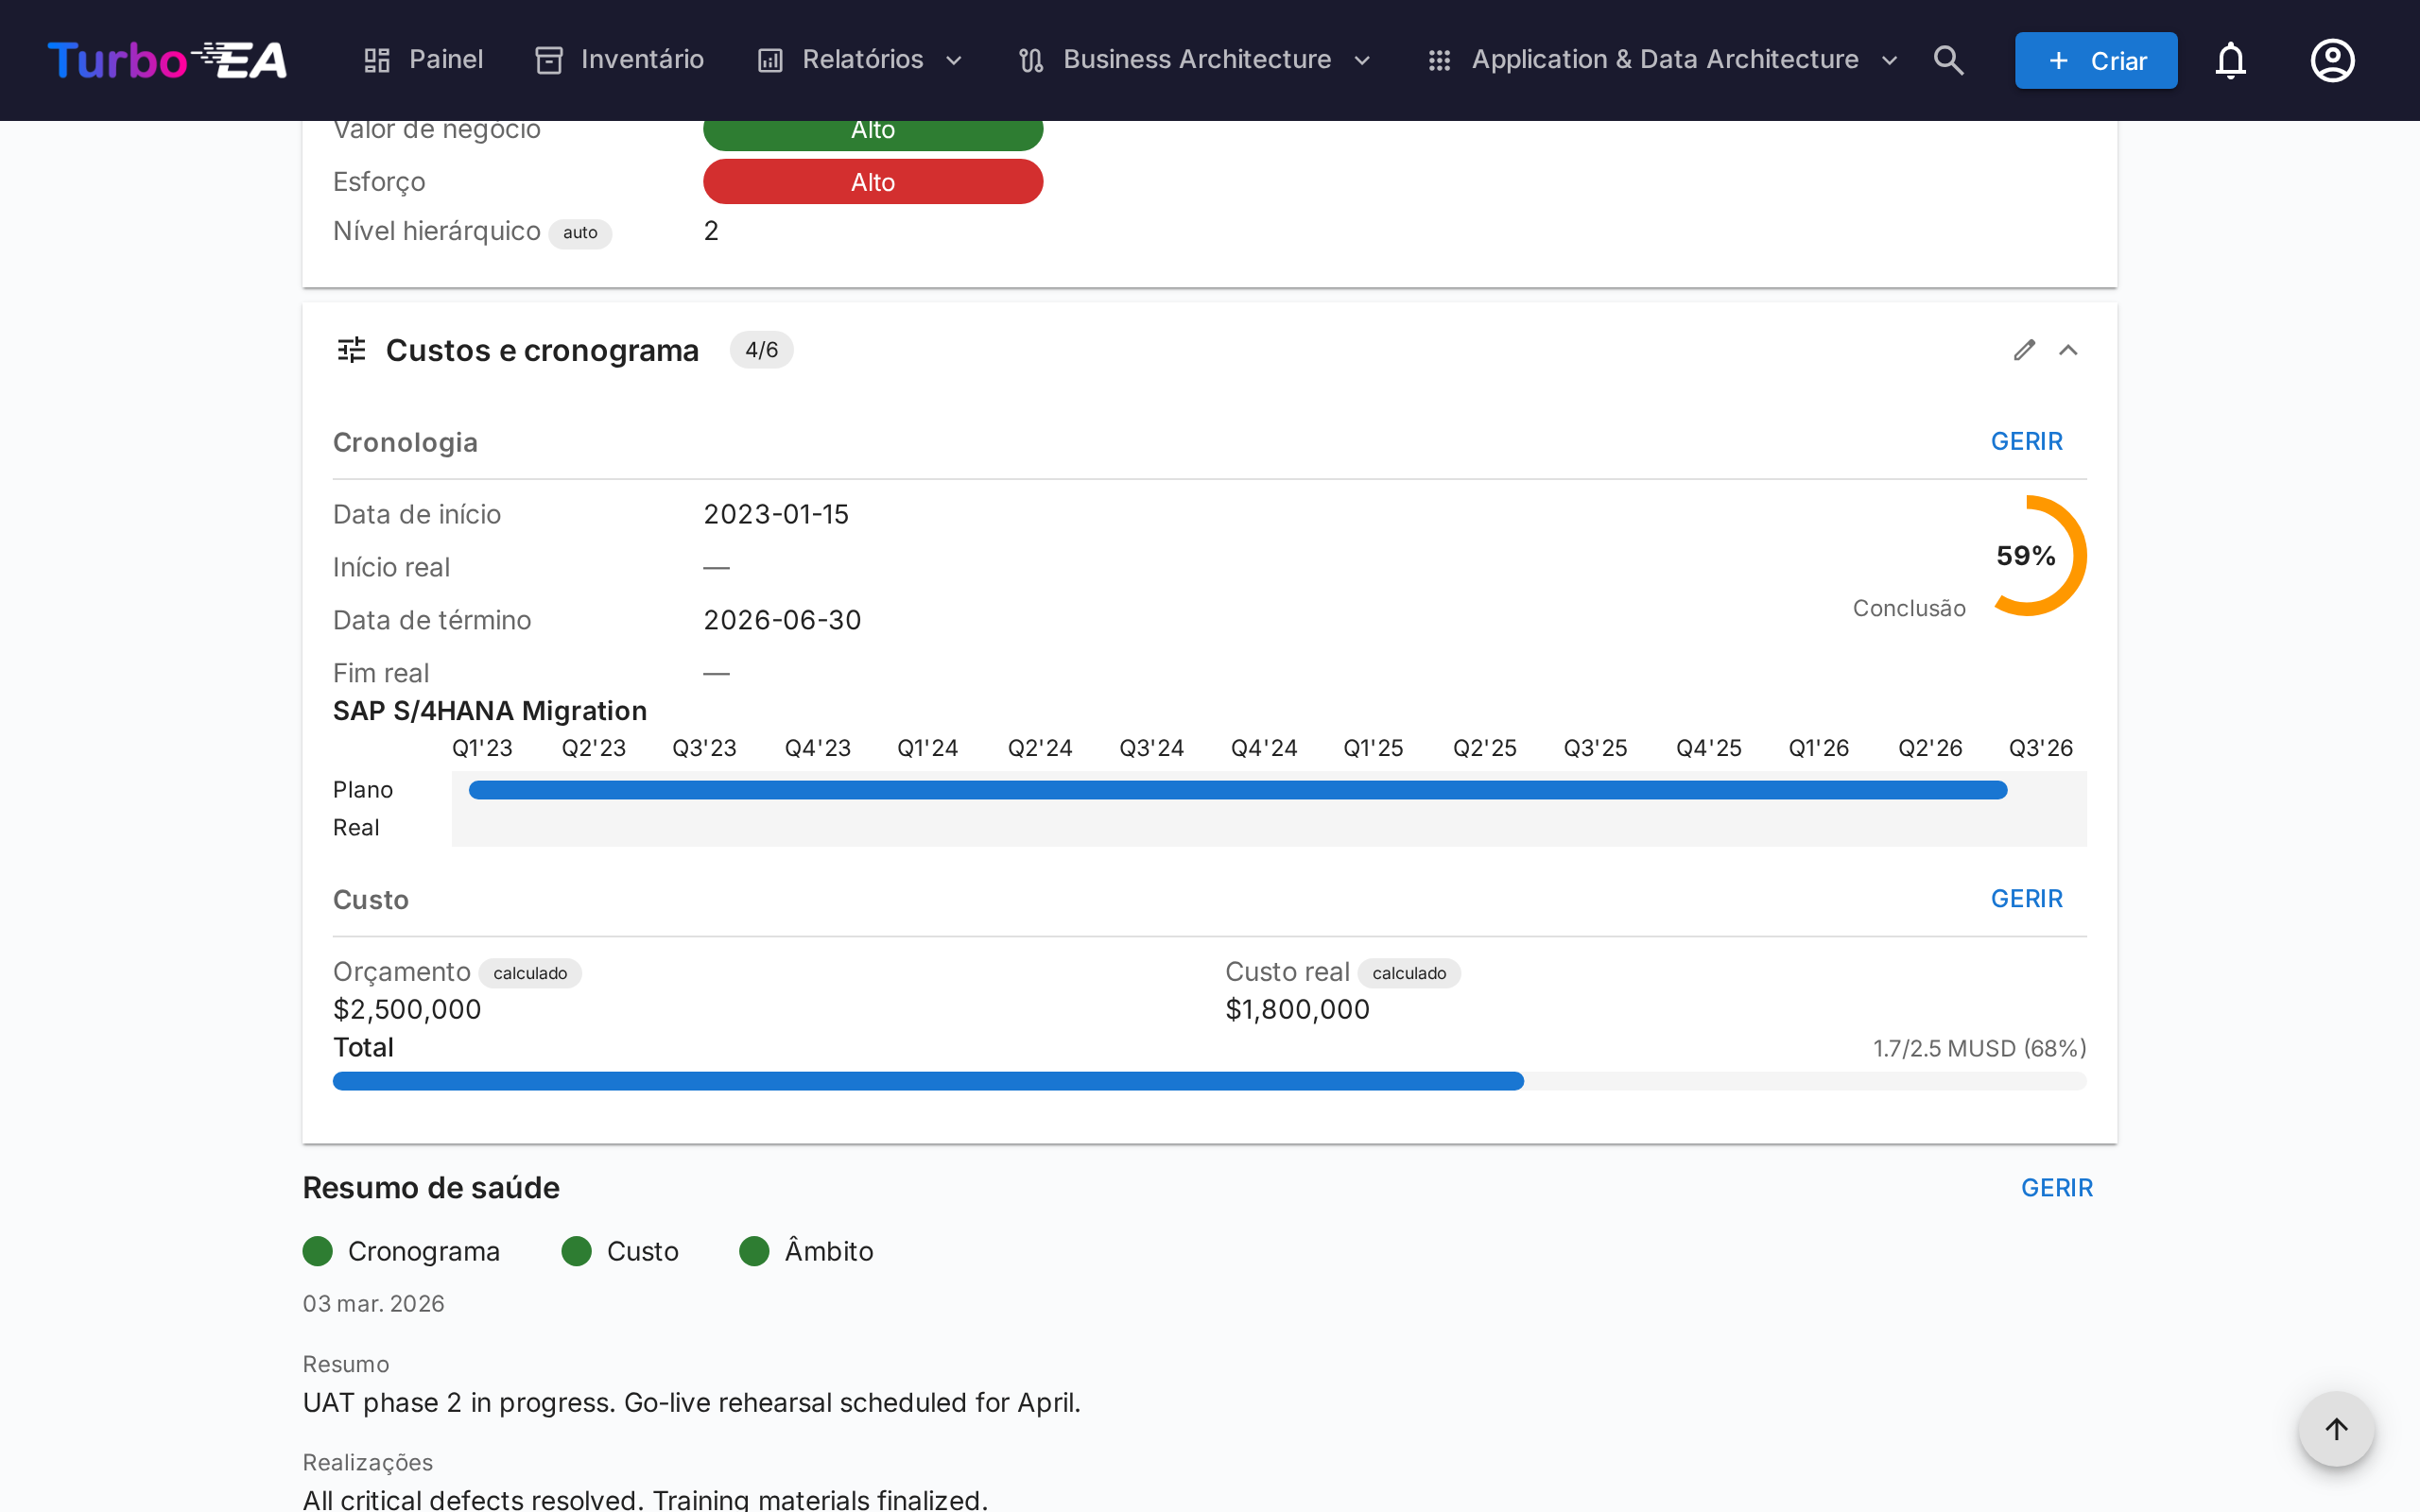 Turbo EA
Painel
Inventário
Relatórios
Business Architecture
Application & Data Architecture
+ Criar
Valor de negócio
Alto
Esforço
Alto
Nível hierárquico auto
2
Custos e cronograma 4/6
Cronologia
GERIR
Data de início
2023-01-15
Início real
—
Data de término
2026-06-30
Fim real
—
59%
Conclusão
SAP S/4HANA Migration
Q1'23 Q2'23 Q3'23 Q4'23 Q1'24 Q2'24 Q3'24 Q4'24 Q1'25 Q2'25 Q3'25 Q4'25 Q1'26 Q2'26 Q3'26
Plano
Real
Custo
GERIR
Orçamento calculado
$2,500,000
Custo real calculado
$1,800,000
Total
1.7/2.5 MUSD (68%)
Resumo de saúde
GERIR
Cronograma
Custo
Âmbito
03 mar. 2026
Resumo
UAT phase 2 in progress. Go-live rehearsal scheduled for April.
Realizações
All critical defects resolved. Training materials finalized.